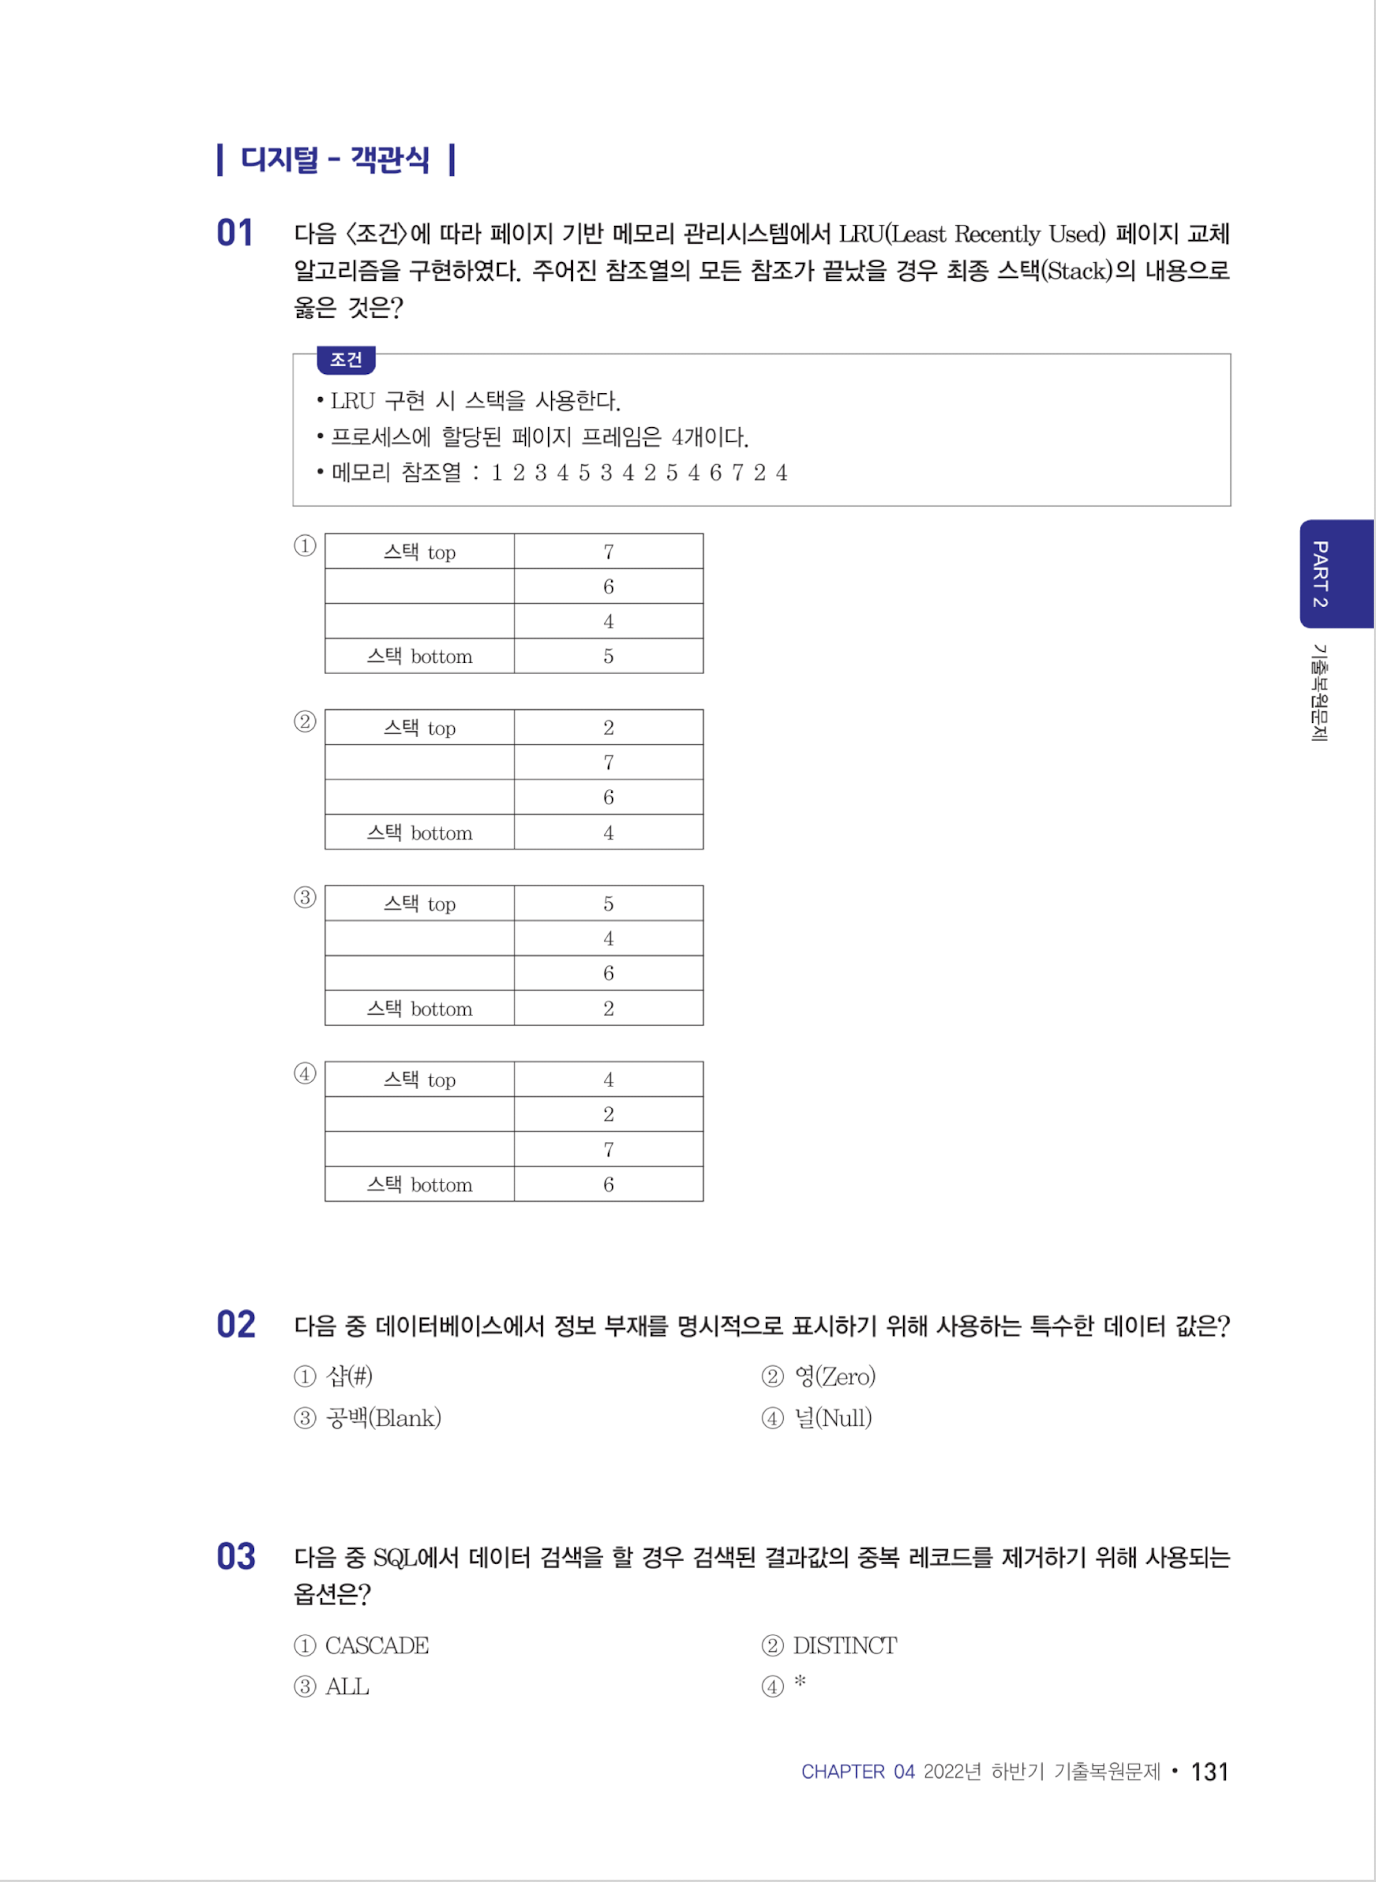 디지털 - 객관식
01 다음 〈조건〉에 따라 페이지 기반 메모리 관리시스템에서 LRU(Least Recently Used) 페이지 교체
알고리즘을 구현하였다. 주어진 참조열의 모든 참조가 끝났을 경우 최종 스택(Stack)의 내용으로
옳은 것은?
조건
• LRU 구현 시 스택을 사용한다.
• 프로세스에 할당된 페이지 프레임은 4개이다.
• 메모리 참조열 : 1 2 3 4 5 3 4 2 5 4 6 7 2 4
① 스택 top 7
6
4
스택 bottom 5
② 스택 top 2
7
6
스택 bottom 4
③ 스택 top 5
4
6
스택 bottom 2
④ 스택 top 4
2
7
스택 bottom 6
PART 2
기출복원문제
02 다음 중 데이터베이스에서 정보 부재를 명시적으로 표시하기 위해 사용하는 특수한 데이터 값은?
① 샵(#) ② 영(Zero)
③ 공백(Blank) ④ 널(Null)
03 다음 중 SQL에서 데이터 검색을 할 경우 검색된 결과값의 중복 레코드를 제거하기 위해 사용되는
옵션은?
① CASCADE ② DISTINCT
③ ALL ④ *
CHAPTER 04 2022년 하반기 기출복원문제 • 131